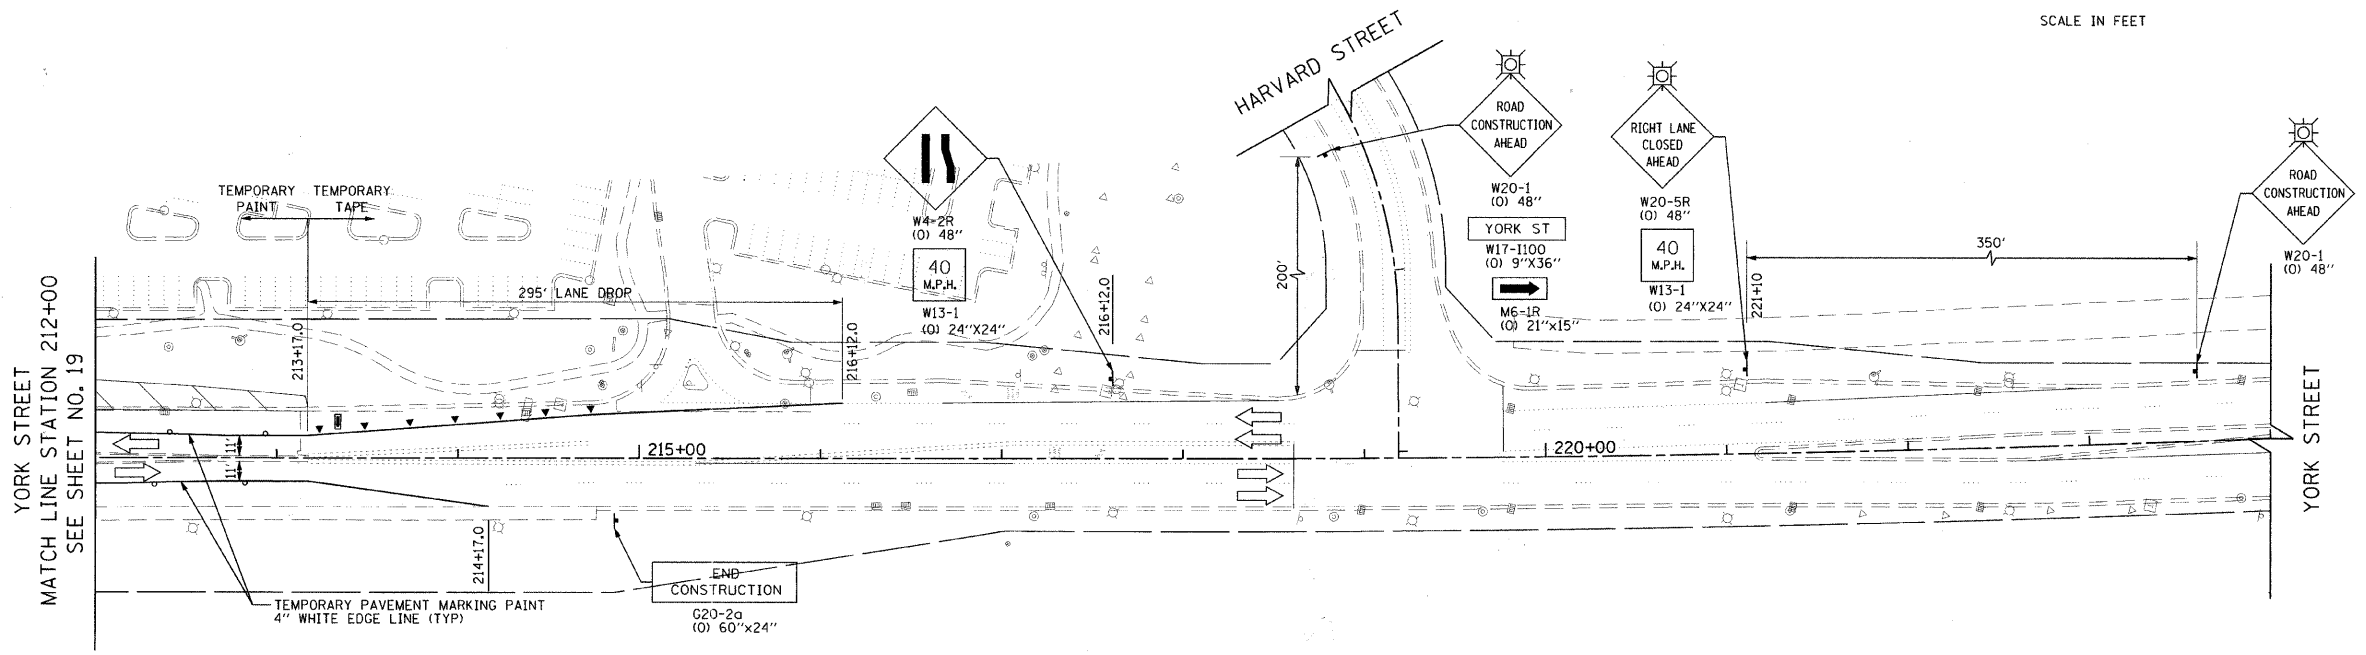 SCALE IN FEET
HARVARD STREET
ROAD
CONSTRUCTION
AHEAD
W20-1
(O) 48"
YORK ST
W17-I100
(O) 9"X36"
M6-1R
(O) 21"x15"
RIGHT LANE
CLOSED
AHEAD
W20-5R
(O) 48"
40
M.P.H.
W13-1
(O) 24"X24"
ROAD
CONSTRUCTION
AHEAD
W20-1
(O) 48"
350'
221+10
200'
W4-2R
(O) 48"
40
M.P.H.
W13-1
(O) 24"X24"
216+12.0
TEMPORARY PAINT
TEMPORARY TAPE
295' LANE DROP
213+17.0
216+12.0
YORK STREET
MATCH LINE STATION 212+00
SEE SHEET NO. 19
11'
11'
215+00
220+00
YORK STREET
214+17.0
END
CONSTRUCTION
G20-2a
(O) 60"x24"
TEMPORARY PAVEMENT MARKING PAINT
4" WHITE EDGE LINE (TYP)